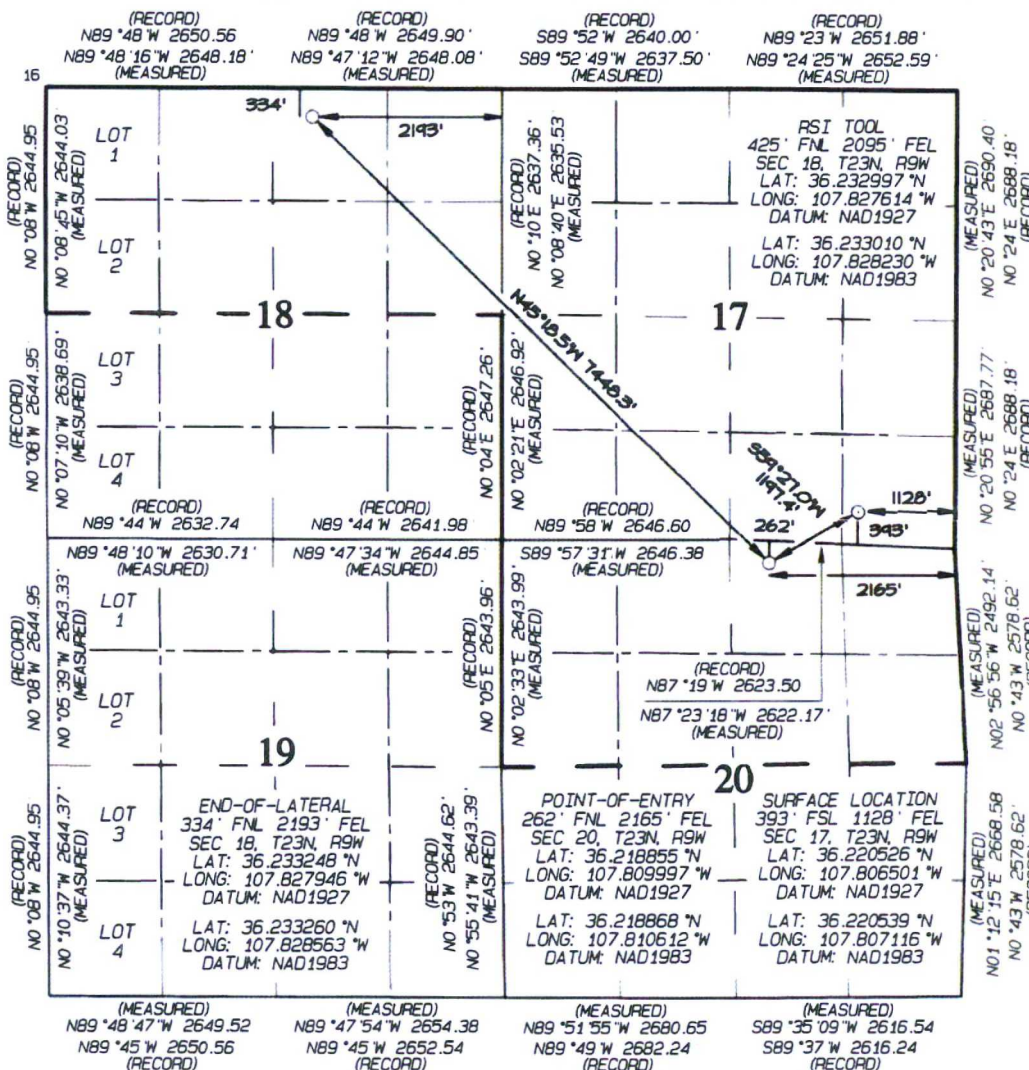 (RECORD)
N89°48'W 2650.56'
N89°48'16"W 2648.18'
(MEASURED)
(RECORD)
N89°48'W 2649.90'
N89°47'12"W 2648.08'
(MEASURED)
(RECORD)
S89°52'W 2640.00'
S89°52'49"W 2637.50'
(MEASURED)
(RECORD)
N89°23'W 2651.88'
N89°24'25"W 2652.59'
(MEASURED)
16
334'
2193'
(RECORD)
N0°08'W 2644.95'
N0°08'45"W 2644.03'
(MEASURED)
LOT
1
LOT
2
(RECORD)
N0°10'E 2637.36'
N0°08'40"E 2635.53'
(MEASURED)
RSI TOOL
425' FNL 2095' FEL
SEC 18, T23N, R9W
LAT: 36.232997°N
LONG: 107.827614°W
DATUM: NAD1927
LAT: 36.233010°N
LONG: 107.828230°W
DATUM: NAD1983
(MEASURED)
N0°20'43"E 2690.40'
N0°24'E 2688.18'
(RECORD)
18
17
N45°18.5'W 7448.3'
(RECORD)
N0°08'W 2644.95'
N0°07'10"W 2638.69'
(MEASURED)
LOT
3
LOT
4
(RECORD)
N0°04'E 2647.26'
N0°02'21"E 2646.92'
(MEASURED)
(MEASURED)
N0°20'55"E 2687.77'
N0°24'E 2688.18'
(RECORD)
S59°27.0'W
1197.4'
1128'
393'
262'
2165'
(RECORD)
N89°44'W 2632.74'
N89°48'10"W 2630.71'
(MEASURED)
(RECORD)
N89°44'W 2641.98'
N89°47'34"W 2644.85'
(MEASURED)
(RECORD)
N89°58'W 2646.60'
S89°57'31"W 2646.38'
(MEASURED)
(RECORD)
N87°19'W 2623.50'
N87°23'18"W 2622.17'
(MEASURED)
(RECORD)
N0°08'W 2644.95'
N0°05'39"W 2643.33'
(MEASURED)
LOT
1
LOT
2
(RECORD)
N0°05'E 2643.96'
N0°02'33"E 2643.99'
(MEASURED)
(MEASURED)
N02°56'56"W 2492.14'
N0°43'W 2578.62'
(RECORD)
19
20
(RECORD)
N0°08'W 2644.95'
N0°10'37"W 2644.37'
(MEASURED)
LOT
3
LOT
4
END-OF-LATERAL
334' FNL 2193' FEL
SEC 18, T23N, R9W
LAT: 36.233248°N
LONG: 107.827946°W
DATUM: NAD1927
LAT: 36.233260°N
LONG: 107.828563°W
DATUM: NAD1983
(RECORD)
N0°53'W 2644.62'
N0°55'41"W 2643.39'
(MEASURED)
POINT-OF-ENTRY
262' FNL 2165' FEL
SEC 20, T23N, R9W
LAT: 36.218855°N
LONG: 107.809997°W
DATUM: NAD1927
LAT: 36.218868°N
LONG: 107.810612°W
DATUM: NAD1983
SURFACE LOCATION
393' FSL 1128' FEL
SEC 17, T23N, R9W
LAT: 36.220526°N
LONG: 107.806501°W
DATUM: NAD1927
LAT: 36.220539°N
LONG: 107.807116°W
DATUM: NAD1983
(MEASURED)
N01°12'15"E 2668.58'
N0°43'W 2578.62'
(RECORD)
(MEASURED)
N89°48'47"W 2649.52'
N89°45'W 2650.56'
(RECORD)
(MEASURED)
N89°47'54"W 2654.38'
N89°45'W 2652.54'
(RECORD)
(MEASURED)
N89°51'55"W 2680.65'
N89°49'W 2682.24'
(RECORD)
(MEASURED)
S89°35'09"W 2616.54'
S89°37'W 2616.24'
(RECORD)